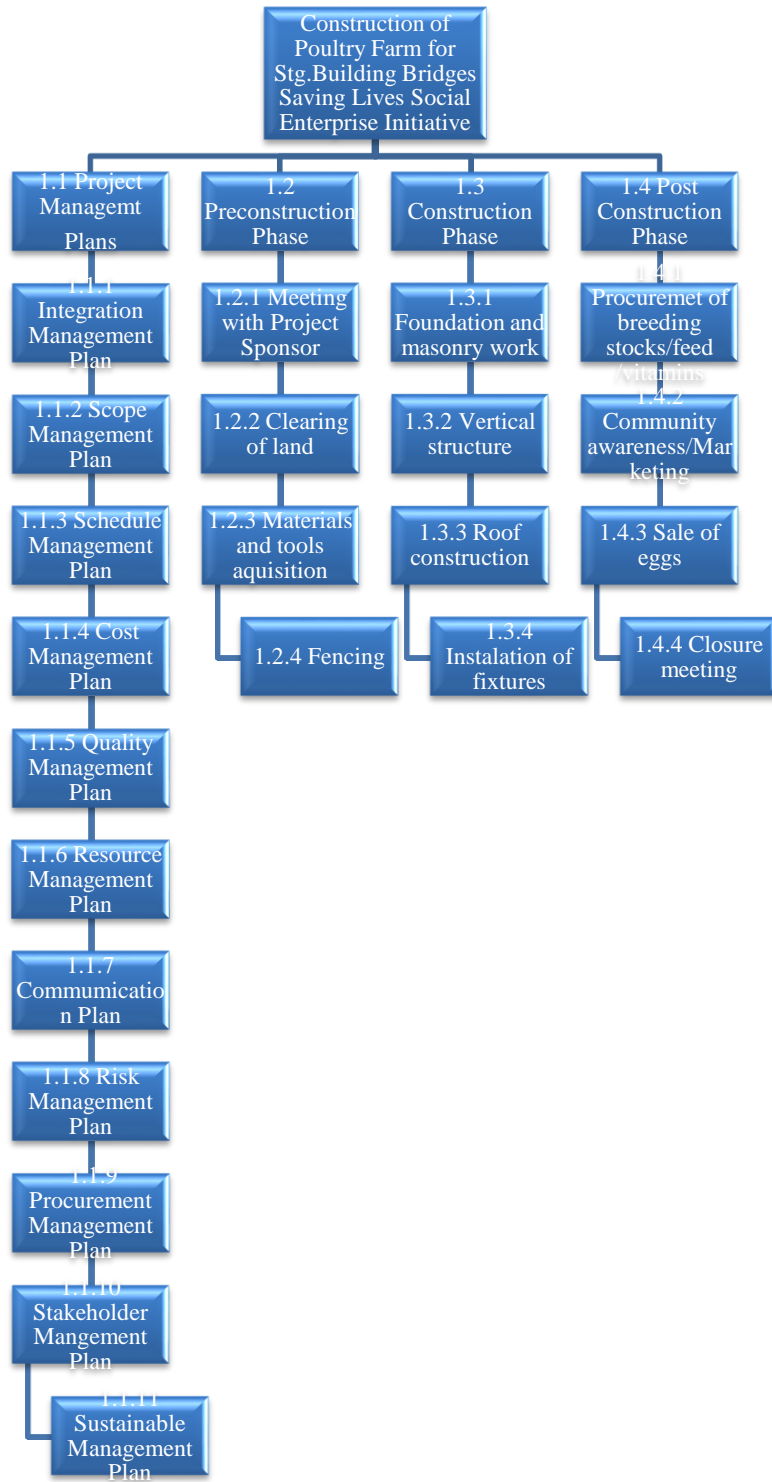 Construction of
Poultry Farm for
Stg.Building Bridges
Saving Lives Social
Enterprise Initiative
1.1 Project
Managemt
Plans
1.1.1
Integration
Management
Plan
1.1.2 Scope
Management
Plan
1.1.3 Schedule
Management
Plan
1.1.4 Cost
Management
Plan
1.1.5 Quality
Management
Plan
1.1.6 Resource
Management
Plan
1.1.7
Commumicatio
n Plan
1.1.8 Risk
Management
Plan
1.1.9
Procurement
Management
Plan
1.1.10
Stakeholder
Mangement
Plan
1.1.11
Sustainable
Management
Plan
1.2
Preconstruction
Phase
1.2.1 Meeting
with Project
Sponsor
1.2.2 Clearing
of land
1.2.3 Materials
and tools
aquisition
1.2.4 Fencing
1.3
Construction
Phase
1.3.1
Foundation and
masonry work
1.3.2 Vertical
structure
1.3.3 Roof
construction
1.3.4
Instalation of
fixtures
1.4 Post
Construction
Phase
1.4.1
Procuremet of
breeding
stocks/feed
/vitamins
1.4.2
Community
awareness/Mar
keting
1.4.3 Sale of
eggs
1.4.4 Closure
meeting